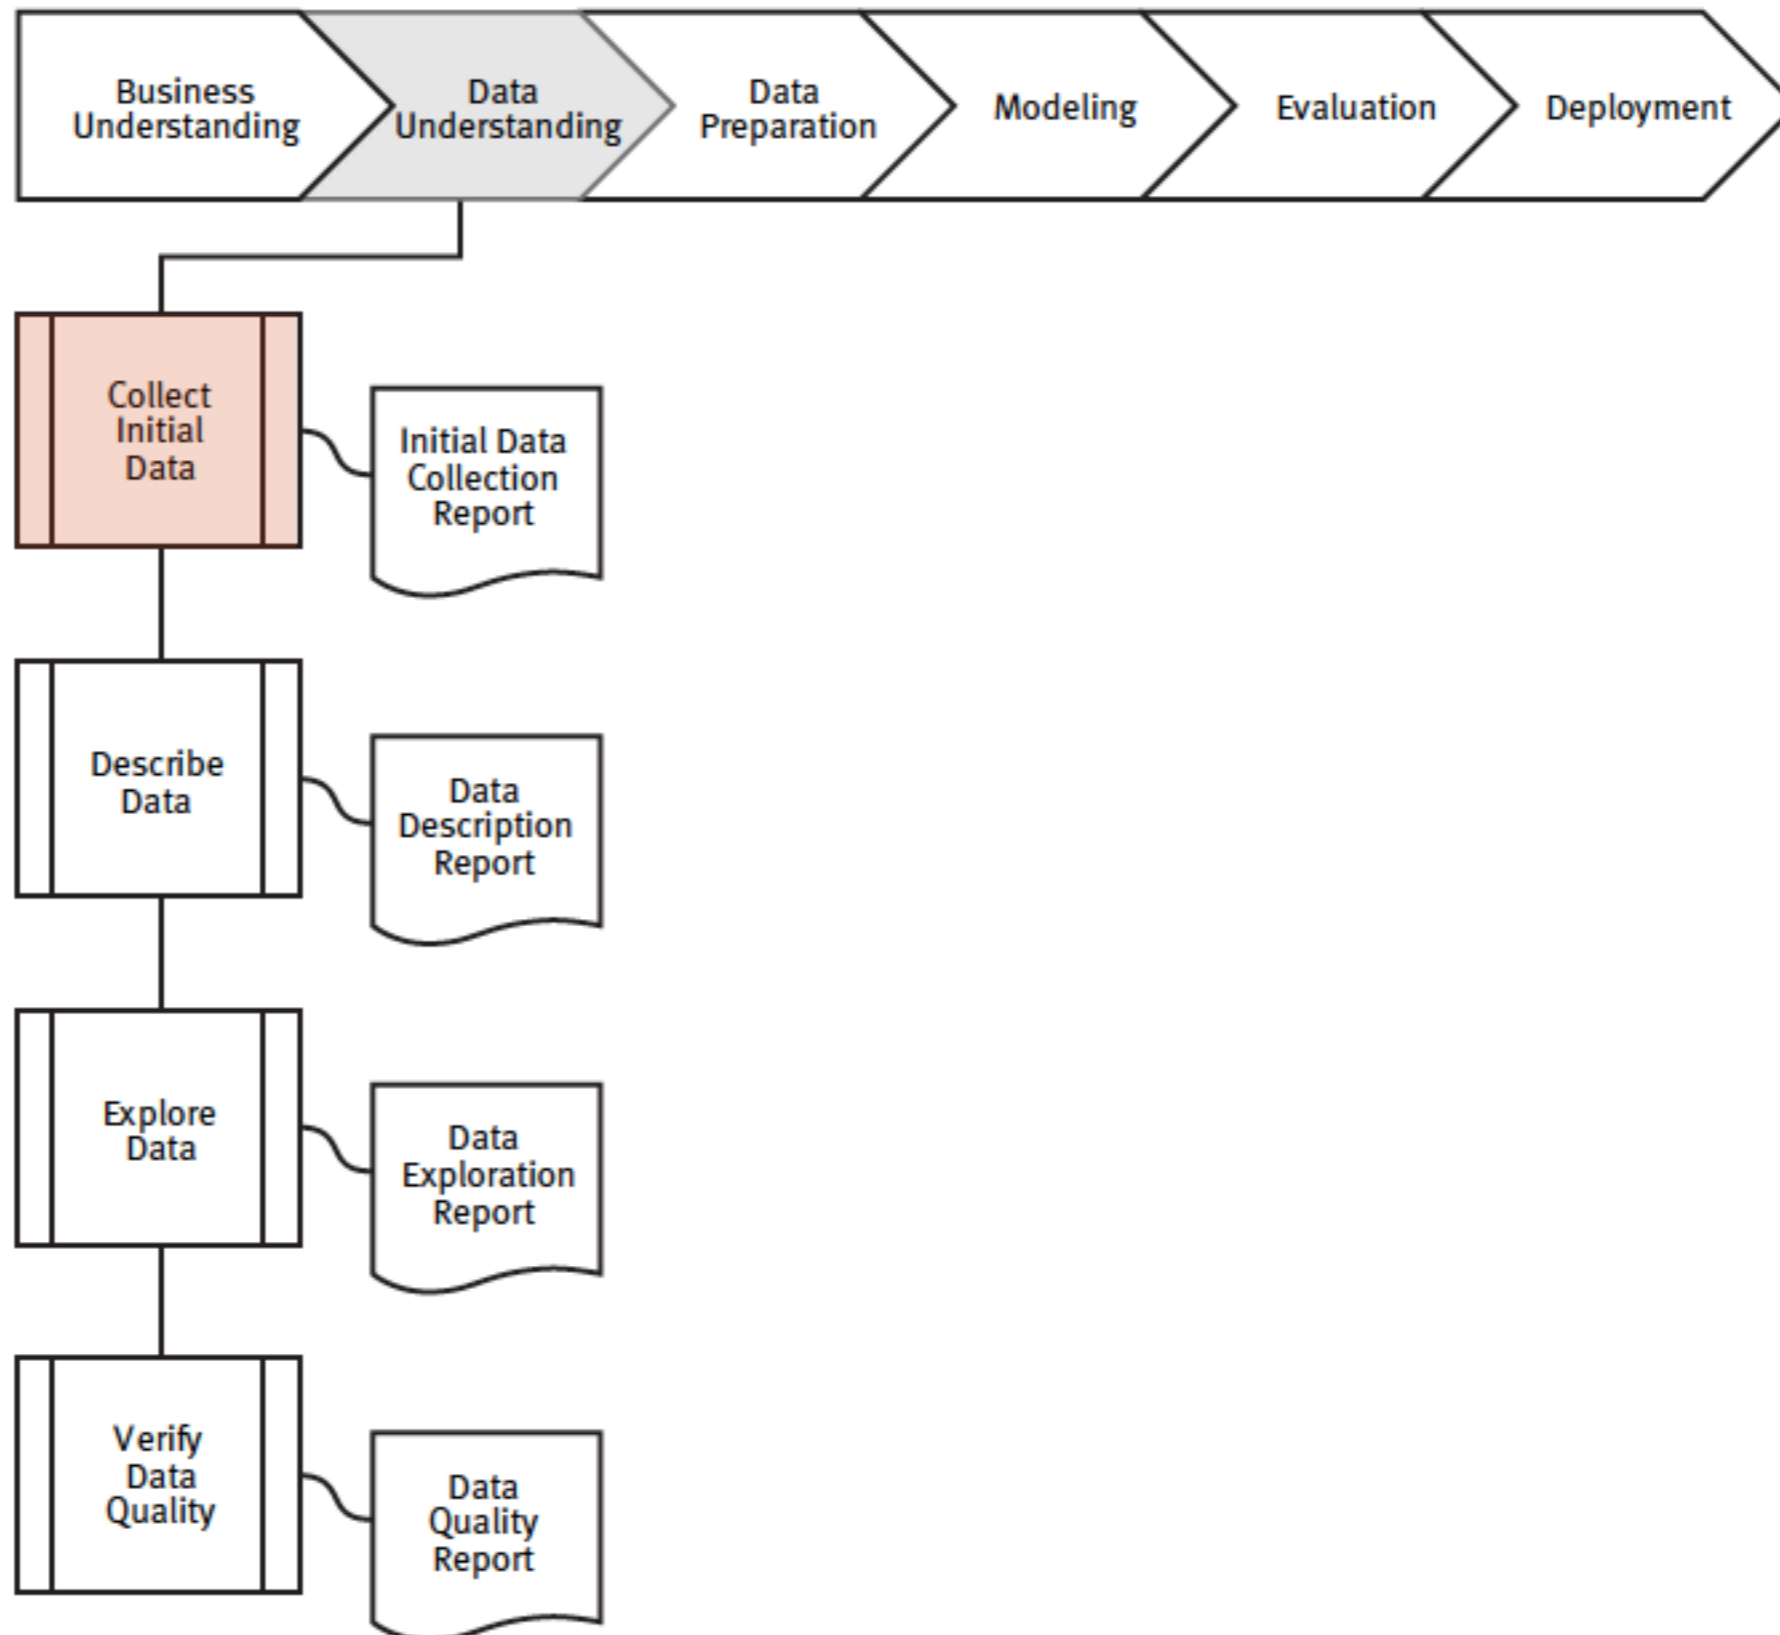 Business
Understanding
Data
Understanding
Data
Preparation
Modeling
Evaluation
Deployment
Collect
Initial
Data
Initial Data
Collection
Report
Describe
Data
Data
Description
Report
Explore
Data
Data
Exploration
Report
Verify
Data
Quality
Data
Quality
Report